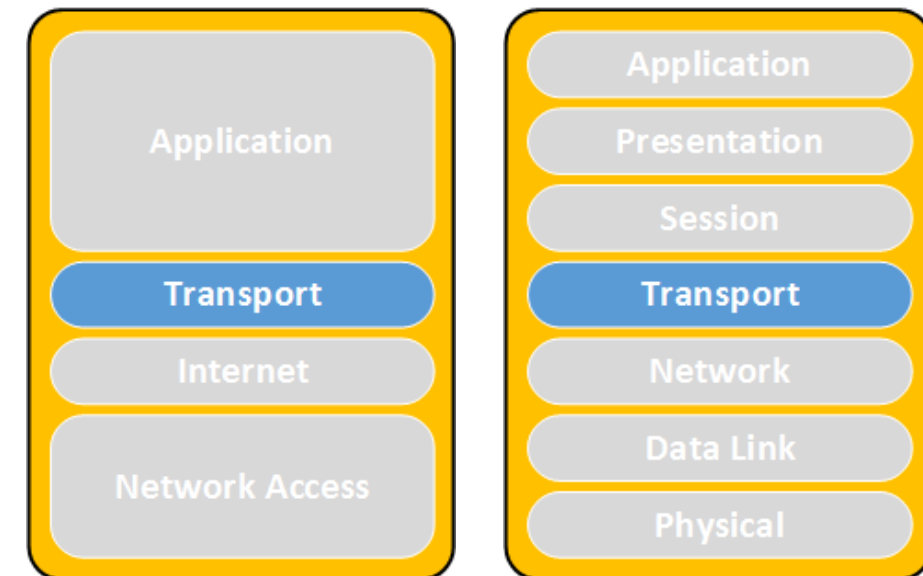 Application
Transport
Internet
Network Access
Application
Presentation
Session
Transport
Network
Data Link
Physical